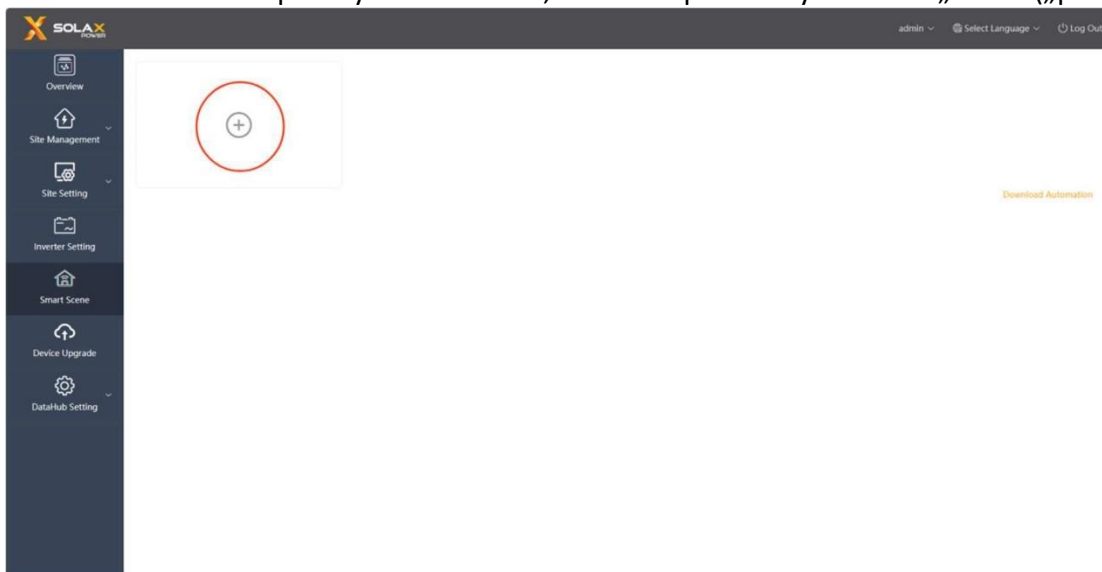 SOLAX
POWER
admin
Select Language
Log Out
Overview
Site Management
Site Setting
Download Automation
Inverter Setting
Smart Scene
Device Upgrade
DataHub Setting